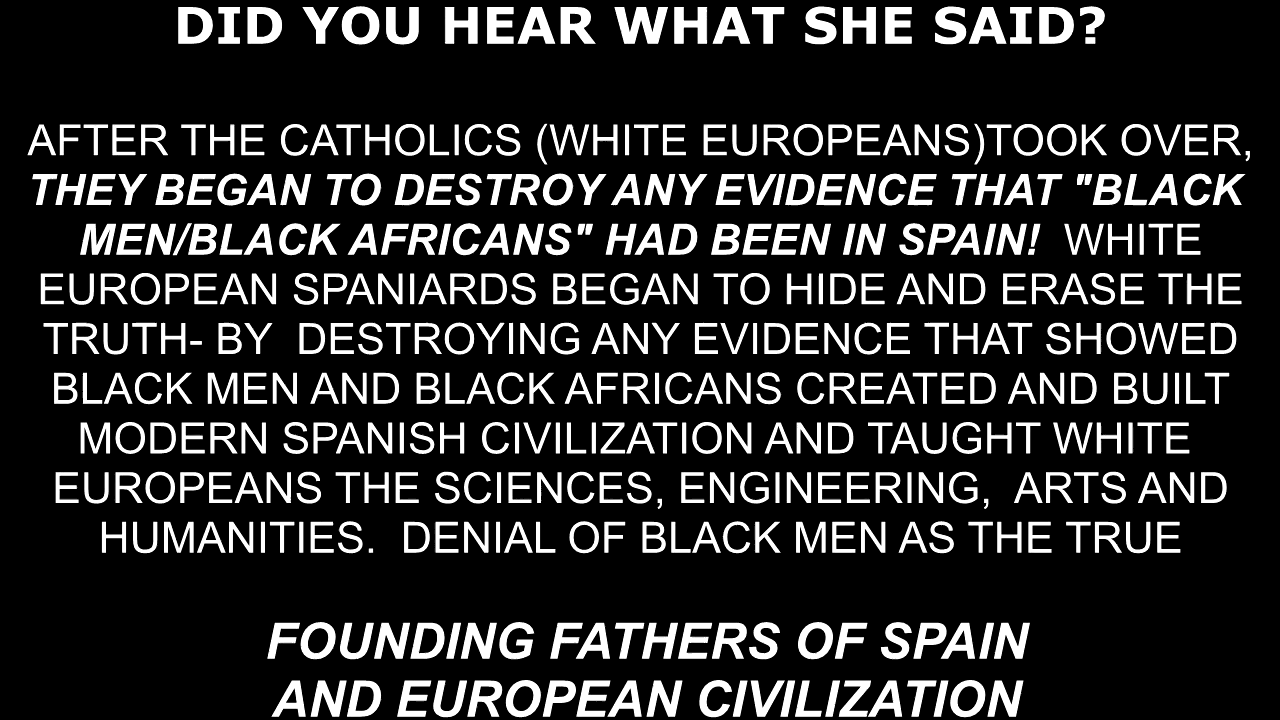 DID YOU HEAR WHAT SHE SAID?
AFTER THE CATHOLICS (WHITE EUROPEANS)TOOK OVER,
THEY BEGAN TO DESTROY ANY EVIDENCE THAT "BLACK
MEN/BLACK AFRICANS" HAD BEEN IN SPAIN!  WHITE
EUROPEAN SPANIARDS BEGAN TO HIDE AND ERASE THE
TRUTH- BY  DESTROYING ANY EVIDENCE THAT SHOWED
BLACK MEN AND BLACK AFRICANS CREATED AND BUILT
MODERN SPANISH CIVILIZATION AND TAUGHT WHITE
EUROPEANS THE SCIENCES, ENGINEERING,  ARTS AND
HUMANITIES.  DENIAL OF BLACK MEN AS THE TRUE
FOUNDING FATHERS OF SPAIN
AND EUROPEAN CIVILIZATION